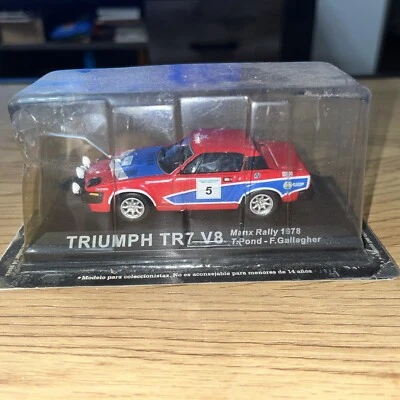 5
TRIUMPH TR7 V8 Manx Rally 1978
T.Pond - F.Gallagher
•Modelo para coleccionistas. No es aconsejable para menores de 14 años